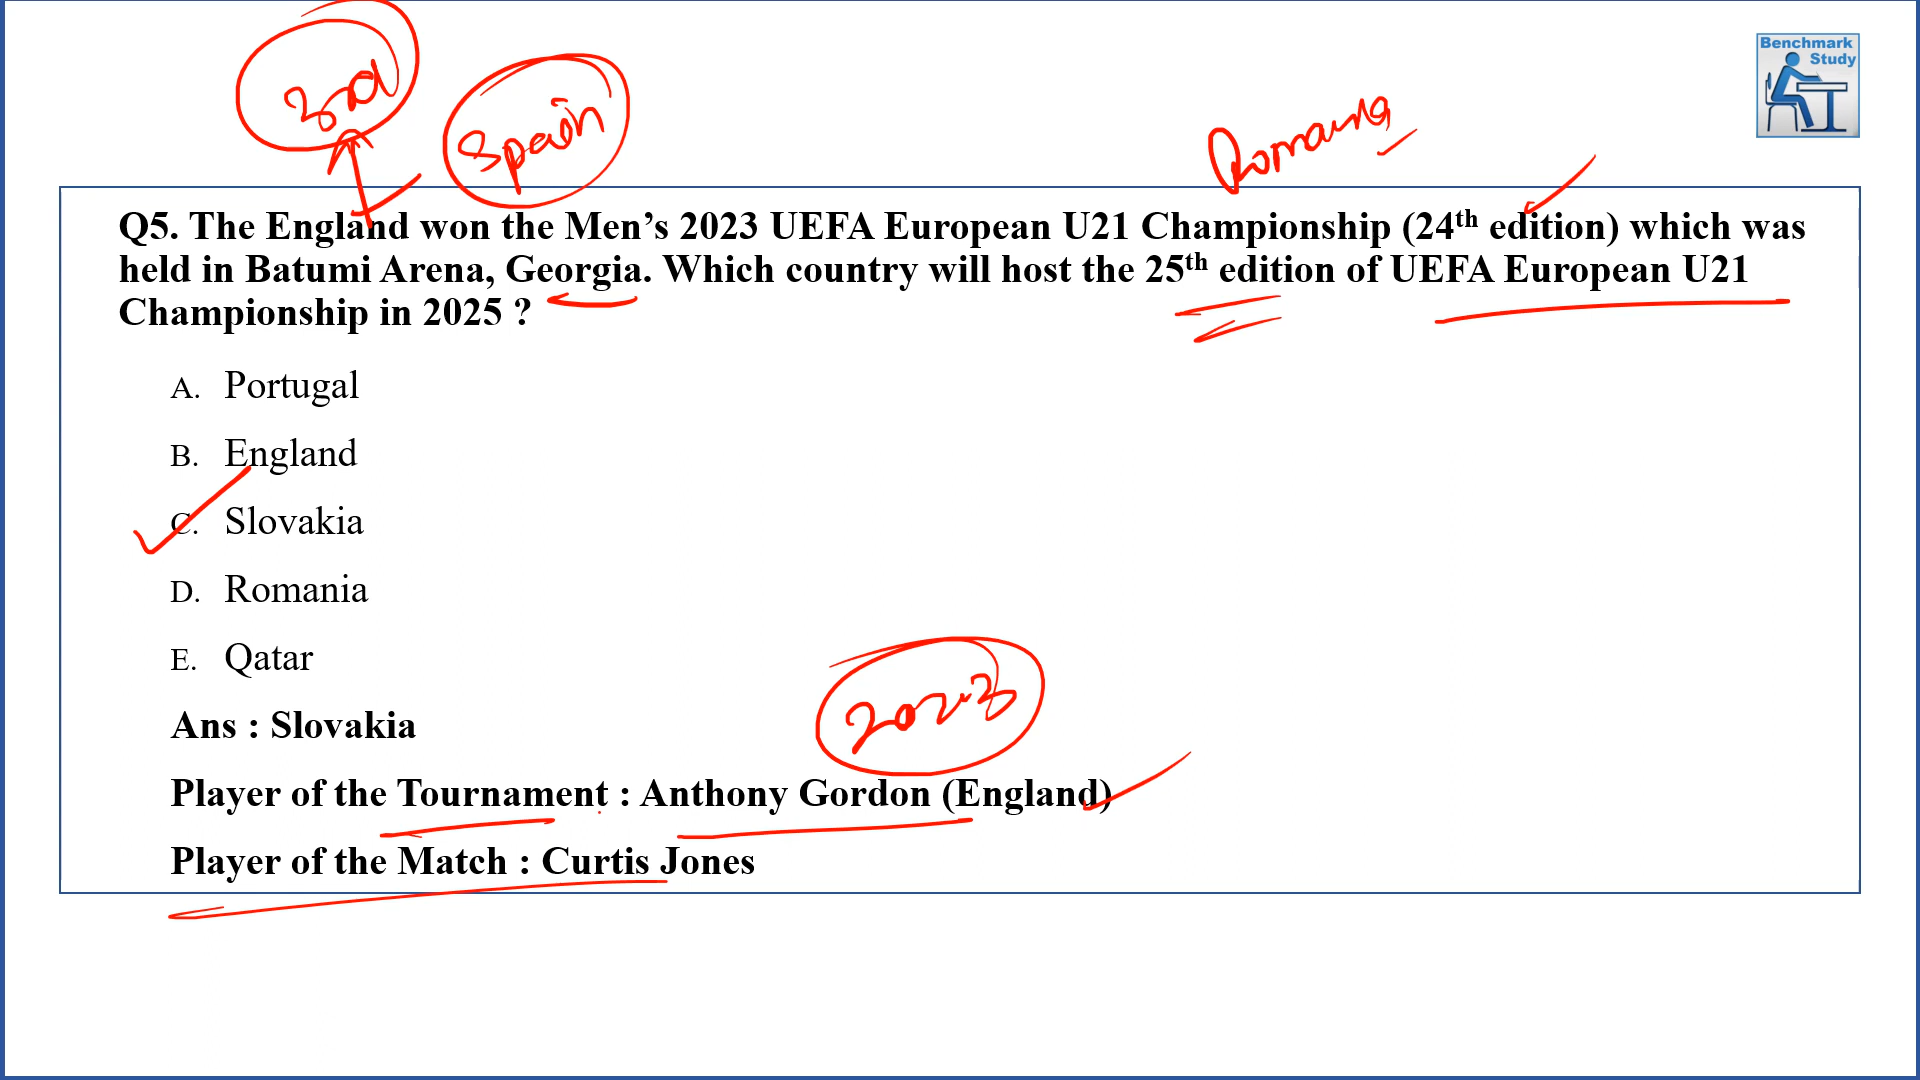 3rd
Spain
Romaina
Benchmark
Study
Q5. The England won the Men’s 2023 UEFA European U21 Championship (24th edition) which was
held in Batumi Arena, Georgia. Which country will host the 25th edition of UEFA European U21
Championship in 2025 ?
A. Portugal
B. England
C. Slovakia
D. Romania
E. Qatar
Ans : Slovakia
2023
Player of the Tournament : Anthony Gordon (England)
Player of the Match : Curtis Jones